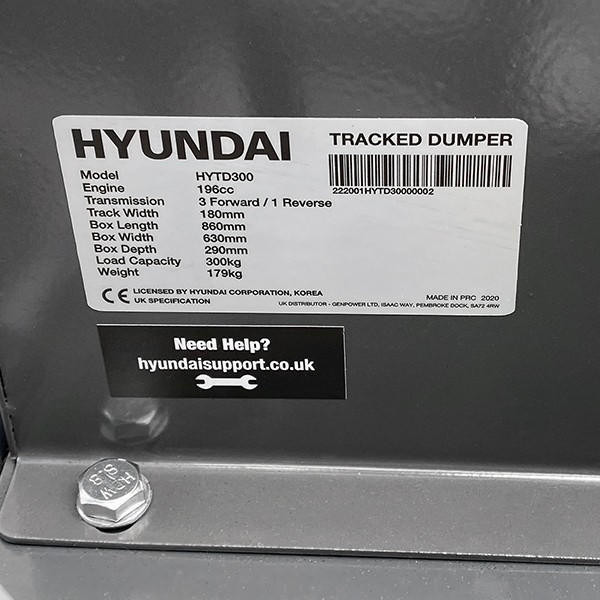 HYUNDAI
TRACKED DUMPER
222001HYTD30000002
Model HYTD300
Engine 196cc
Transmission 3 Forward / 1 Reverse
Track Width 180mm
Box Length 860mm
Box Width 630mm
Box Depth 290mm
Load Capacity 300kg
Weight 179kg
CE LICENSED BY HYUNDAI CORPORATION, KOREA
UK SPECIFICATION
MADE IN PRC 2020
UK DISTRIBUTOR - GENPOWER LTD, ISAAC WAY, PEMBROKE DOCK, SA72 4RW
Need Help?
hyundaisupport.co.uk
8.8